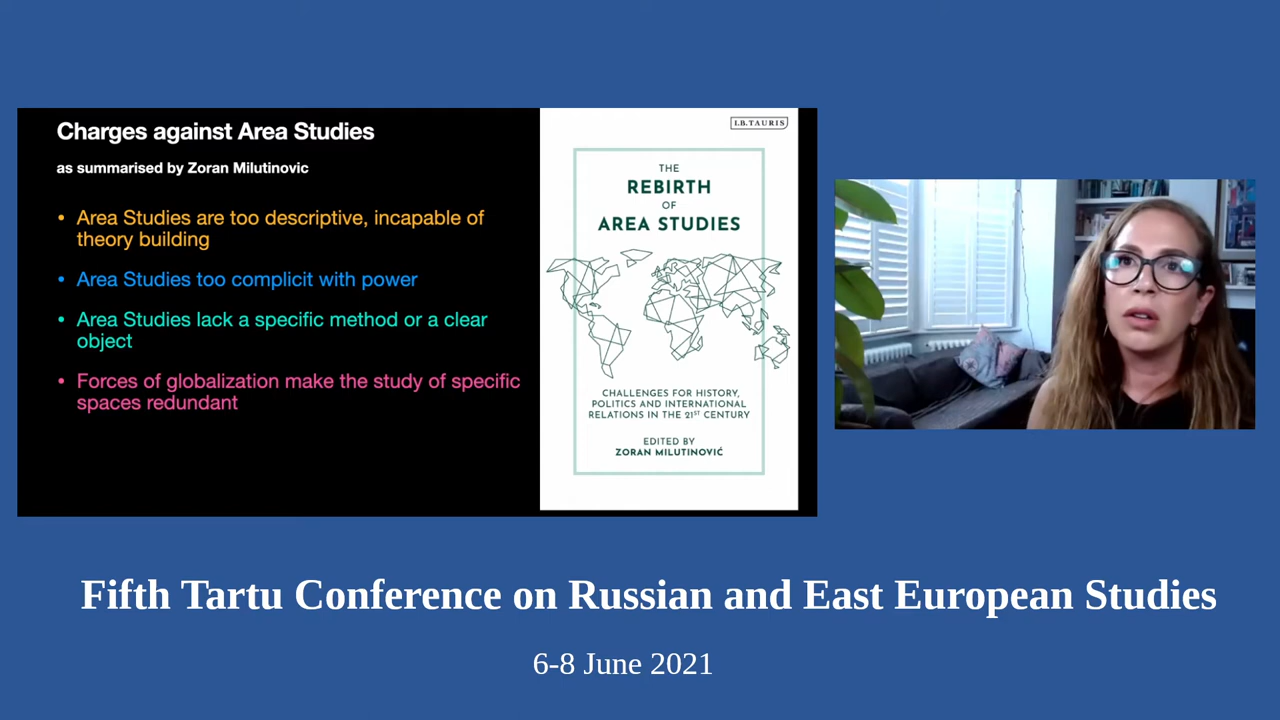 Charges against Area Studies
as summarised by Zoran Milutinovic
• Area Studies are too descriptive, incapable of
theory building
• Area Studies too complicit with power
• Area Studies lack a specific method or a clear
object
• Forces of globalization make the study of specific
spaces redundant
I.B.TAURIS
THE
REBIRTH
OF
AREA STUDIES
CHALLENGES FOR HISTORY,
POLITICS AND INTERNATIONAL
RELATIONS IN THE 21ST CENTURY
EDITED BY
ZORAN MILUTINOVIĆ
Fifth Tartu Conference on Russian and East European Studies
6-8 June 2021